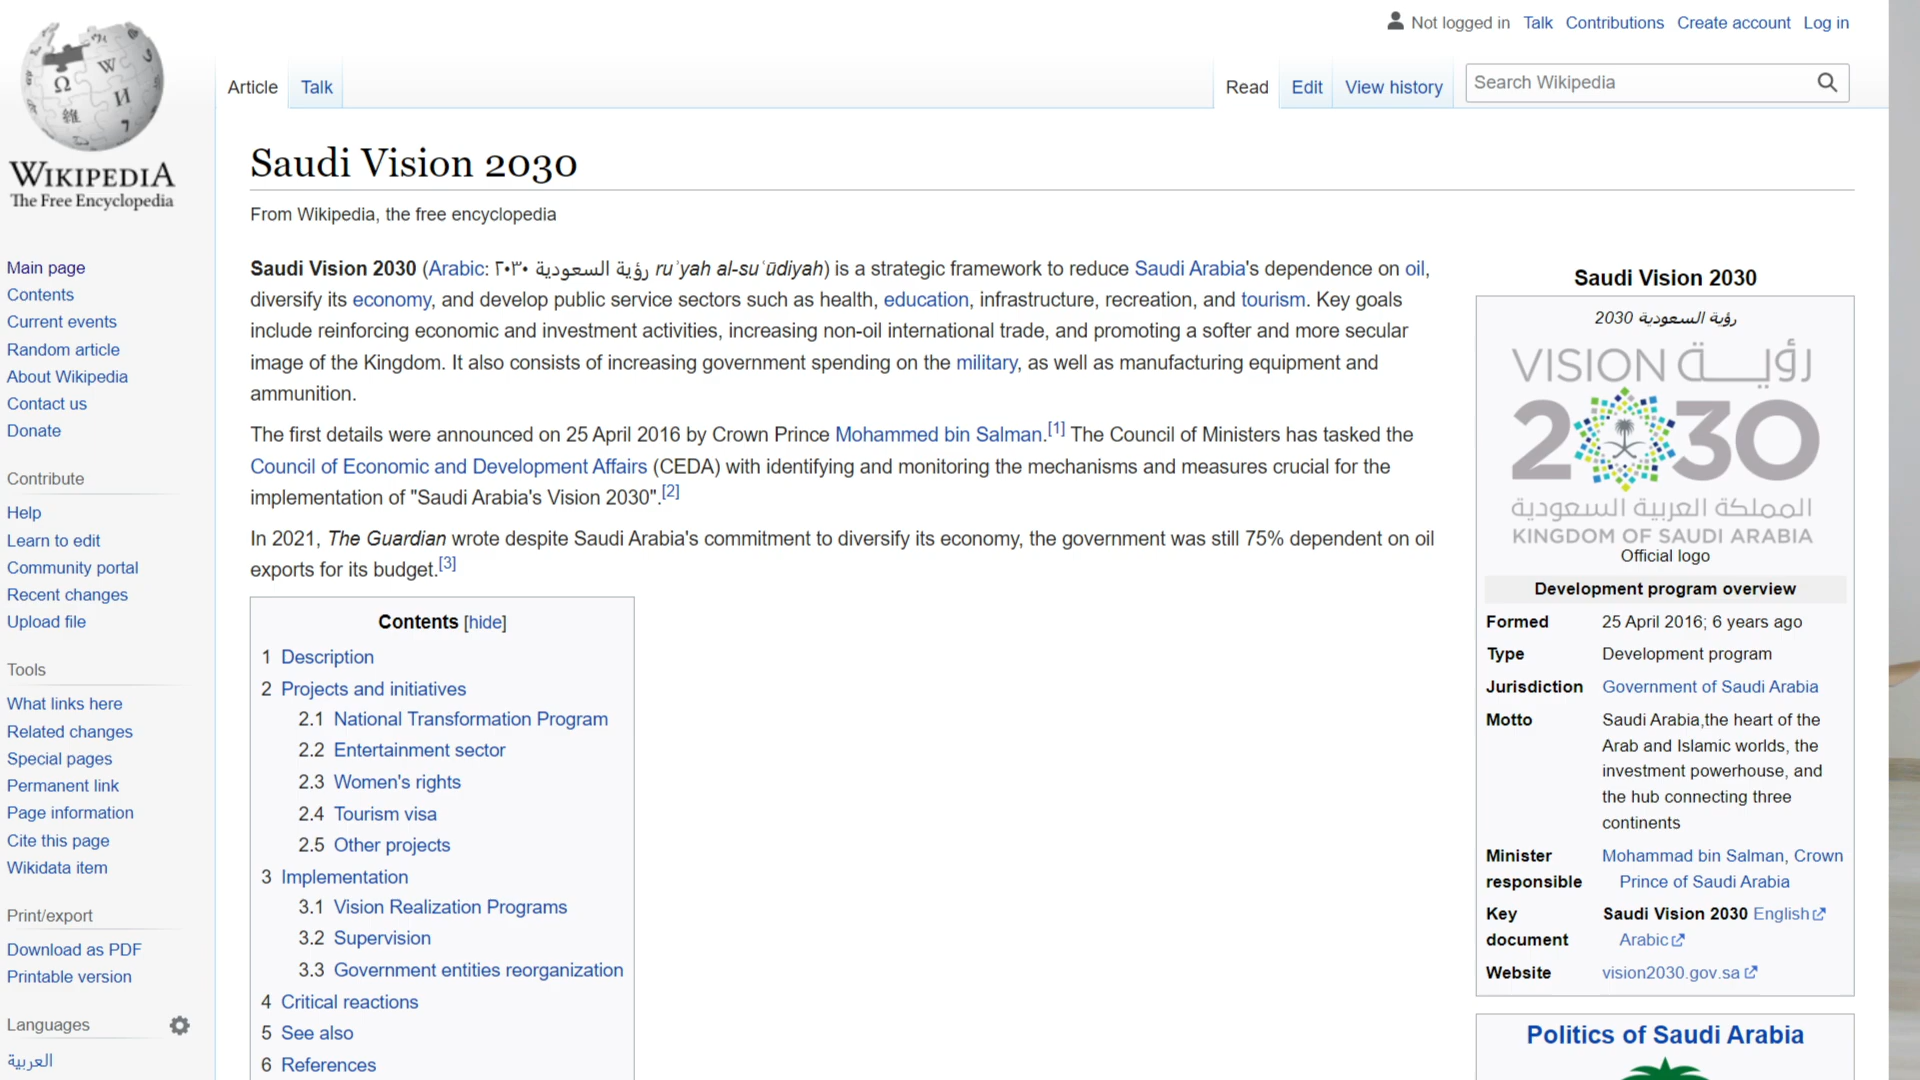 Not logged in Talk Contributions Create account Log in
Article Talk Read Edit View history Search Wikipedia
WIKIPEDIA
The Free Encyclopedia
Main page
Contents
Current events
Random article
About Wikipedia
Contact us
Donate
Contribute
Help
Learn to edit
Community portal
Recent changes
Upload file
Tools
What links here
Related changes
Special pages
Permanent link
Page information
Cite this page
Wikidata item
Print/export
Download as PDF
Printable version
Languages
العربية
Saudi Vision 2030
From Wikipedia, the free encyclopedia
Saudi Vision 2030 (Arabic: رؤية السعودية ٢٠٣٠ ruʾyah al-suʿūdiyah) is a strategic framework to reduce Saudi Arabia's dependence on oil,
diversify its economy, and develop public service sectors such as health, education, infrastructure, recreation, and tourism. Key goals
include reinforcing economic and investment activities, increasing non-oil international trade, and promoting a softer and more secular
image of the Kingdom. It also consists of increasing government spending on the military, as well as manufacturing equipment and
ammunition.
The first details were announced on 25 April 2016 by Crown Prince Mohammed bin Salman.[1] The Council of Ministers has tasked the
Council of Economic and Development Affairs (CEDA) with identifying and monitoring the mechanisms and measures crucial for the
implementation of "Saudi Arabia's Vision 2030".[2]
In 2021, The Guardian wrote despite Saudi Arabia's commitment to diversify its economy, the government was still 75% dependent on oil
exports for its budget.[3]
Contents [hide]
1 Description
2 Projects and initiatives
2.1 National Transformation Program
2.2 Entertainment sector
2.3 Women's rights
2.4 Tourism visa
2.5 Other projects
3 Implementation
3.1 Vision Realization Programs
3.2 Supervision
3.3 Government entities reorganization
4 Critical reactions
5 See also
6 References
Saudi Vision 2030
رؤية السعودية 2030
VISION رؤيــــة
2030
المملكة العربية السعودية
KINGDOM OF SAUDI ARABIA
Official logo
Development program overview
Formed 25 April 2016; 6 years ago
Type Development program
Jurisdiction Government of Saudi Arabia
Motto Saudi Arabia,the heart of the
Arab and Islamic worlds, the
investment powerhouse, and
the hub connecting three
continents
Minister responsible Mohammad bin Salman, Crown
Prince of Saudi Arabia
Key document Saudi Vision 2030 English
Arabic
Website vision2030.gov.sa
Politics of Saudi Arabia